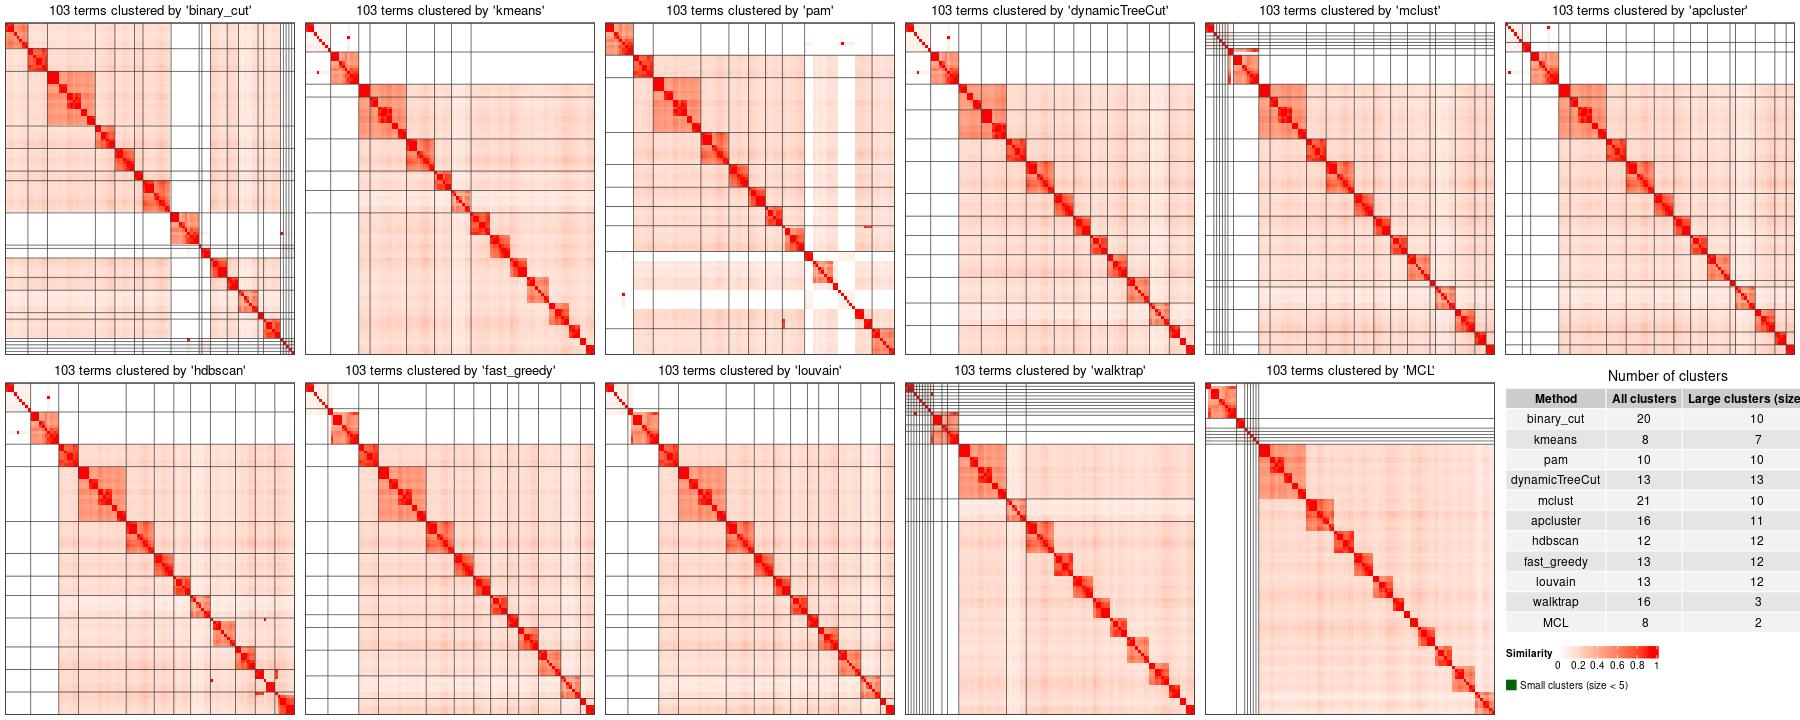 103 terms clustered by 'binary_cut'
103 terms clustered by 'kmeans'
103 terms clustered by 'pam'
103 terms clustered by 'dynamicTreeCut'
103 terms clustered by 'mclust'
103 terms clustered by 'apcluster'
103 terms clustered by 'hdbscan'
103 terms clustered by 'fast_greedy'
103 terms clustered by 'louvain'
103 terms clustered by 'walktrap'
103 terms clustered by 'MCL'
Number of clusters
Method All clusters Large clusters (size
binary_cut 20 10
kmeans 8 7
pam 10 10
dynamicTreeCut 13 13
mclust 21 10
apcluster 16 11
hdbscan 12 12
fast_greedy 13 12
louvain 13 12
walktrap 16 3
MCL 8 2
Similarity
0 0.2 0.4 0.6 0.8 1
Small clusters (size < 5)